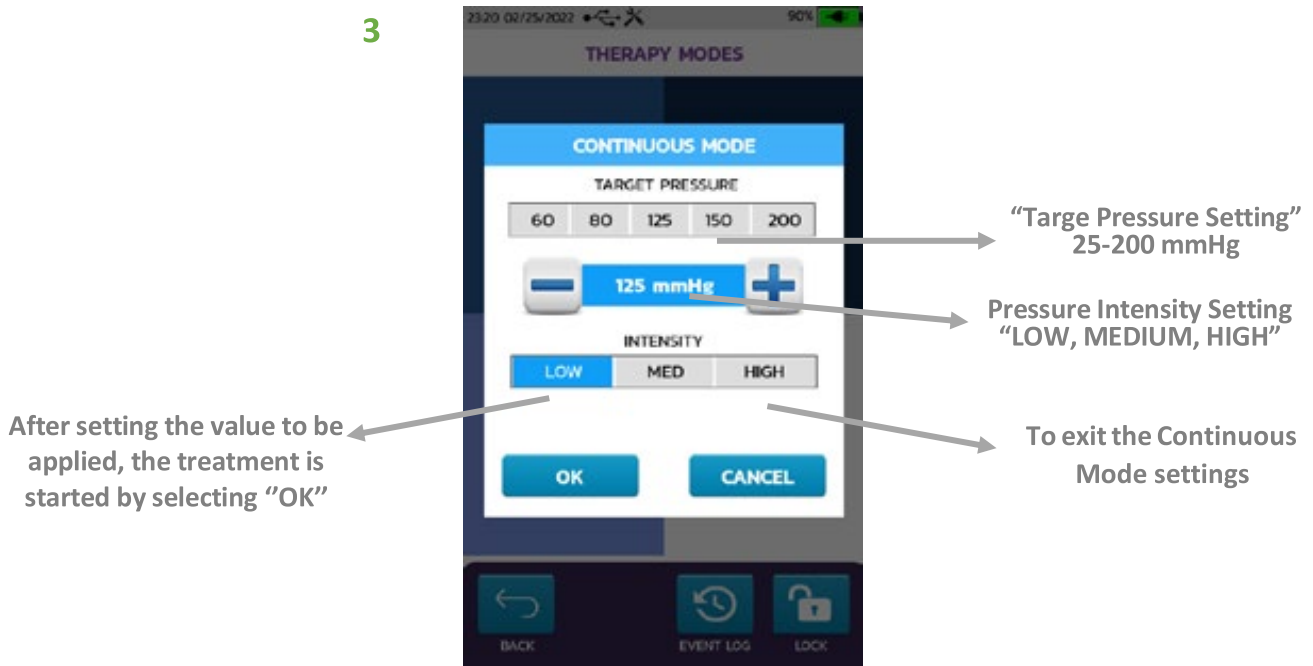 3
23:20 02/25/2022
90%
THERAPY MODES
CONTINUOUS MODE
TARGET PRESSURE
60 80 125 150 200
125 mmHg
INTENSITY
LOW MED HIGH
OK CANCEL
BACK EVENT LOG LOCK
“Targe Pressure Setting”
25-200 mmHg
Pressure Intensity Setting
“LOW, MEDIUM, HIGH”
To exit the Continuous
Mode settings
After setting the value to be
applied, the treatment is
started by selecting “OK”